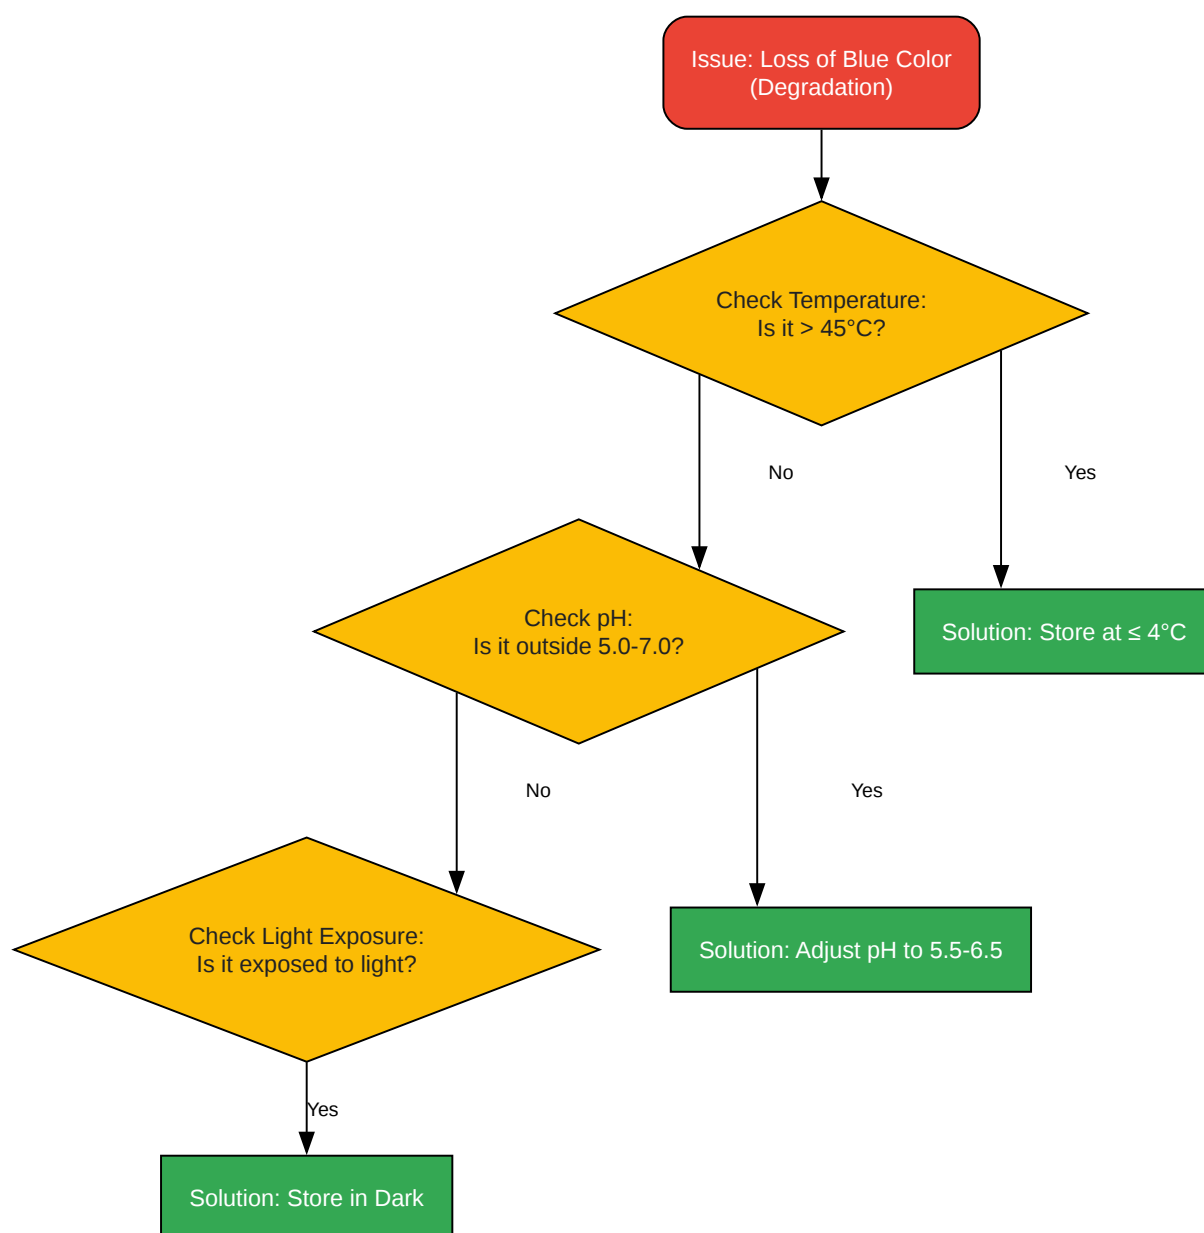 Issue: Loss of Blue Color
(Degradation)
Check Temperature:
Is it > 45°C?
No
Yes
Check pH:
Is it outside 5.0-7.0?
Solution: Store at ≤ 4°C
No
Yes
Check Light Exposure:
Is it exposed to light?
Solution: Adjust pH to 5.5-6.5
Yes
Solution: Store in Dark